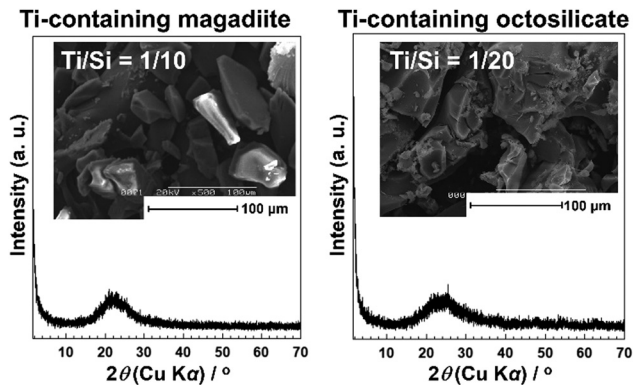 Ti-containing magadiite
Ti/Si = 1/10
20kV ×500 100µm
100 µm
Intensity (a. u.)
10 20 30 40 50 60 70
2θ (Cu Kα) / °
Ti-containing octosilicate
Ti/Si = 1/20
000
100 µm
Intensity (a. u.)
10 20 30 40 50 60 70
2θ (Cu Kα) / °